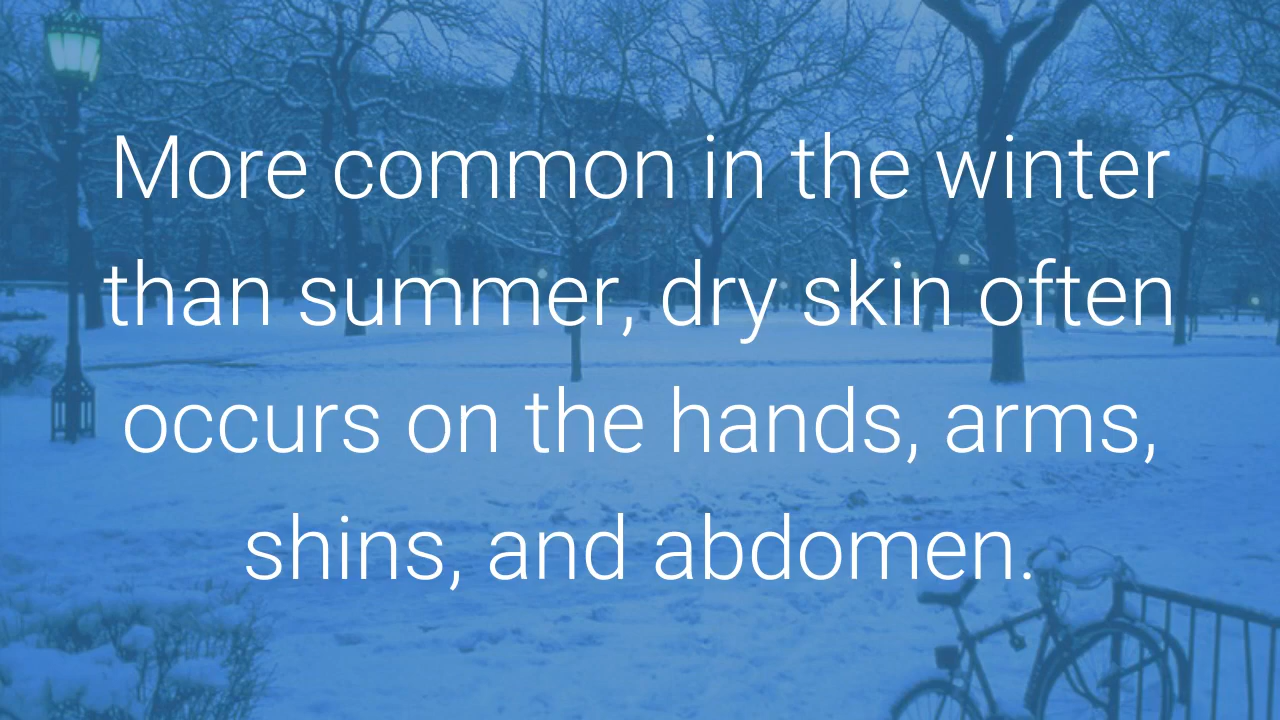 More common in the winter
than summer, dry skin often
occurs on the hands, arms,
shins, and abdomen.